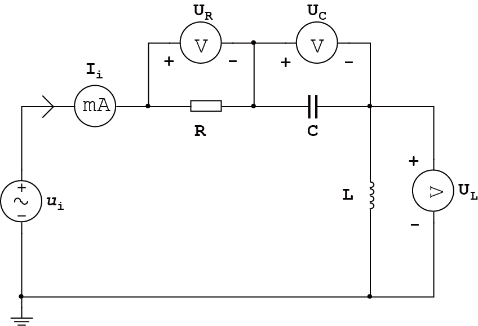 U_R U_C
V V
+ - + -
I_i
mA
R C
+
+
~
-
u_i
L
V
U_L
-